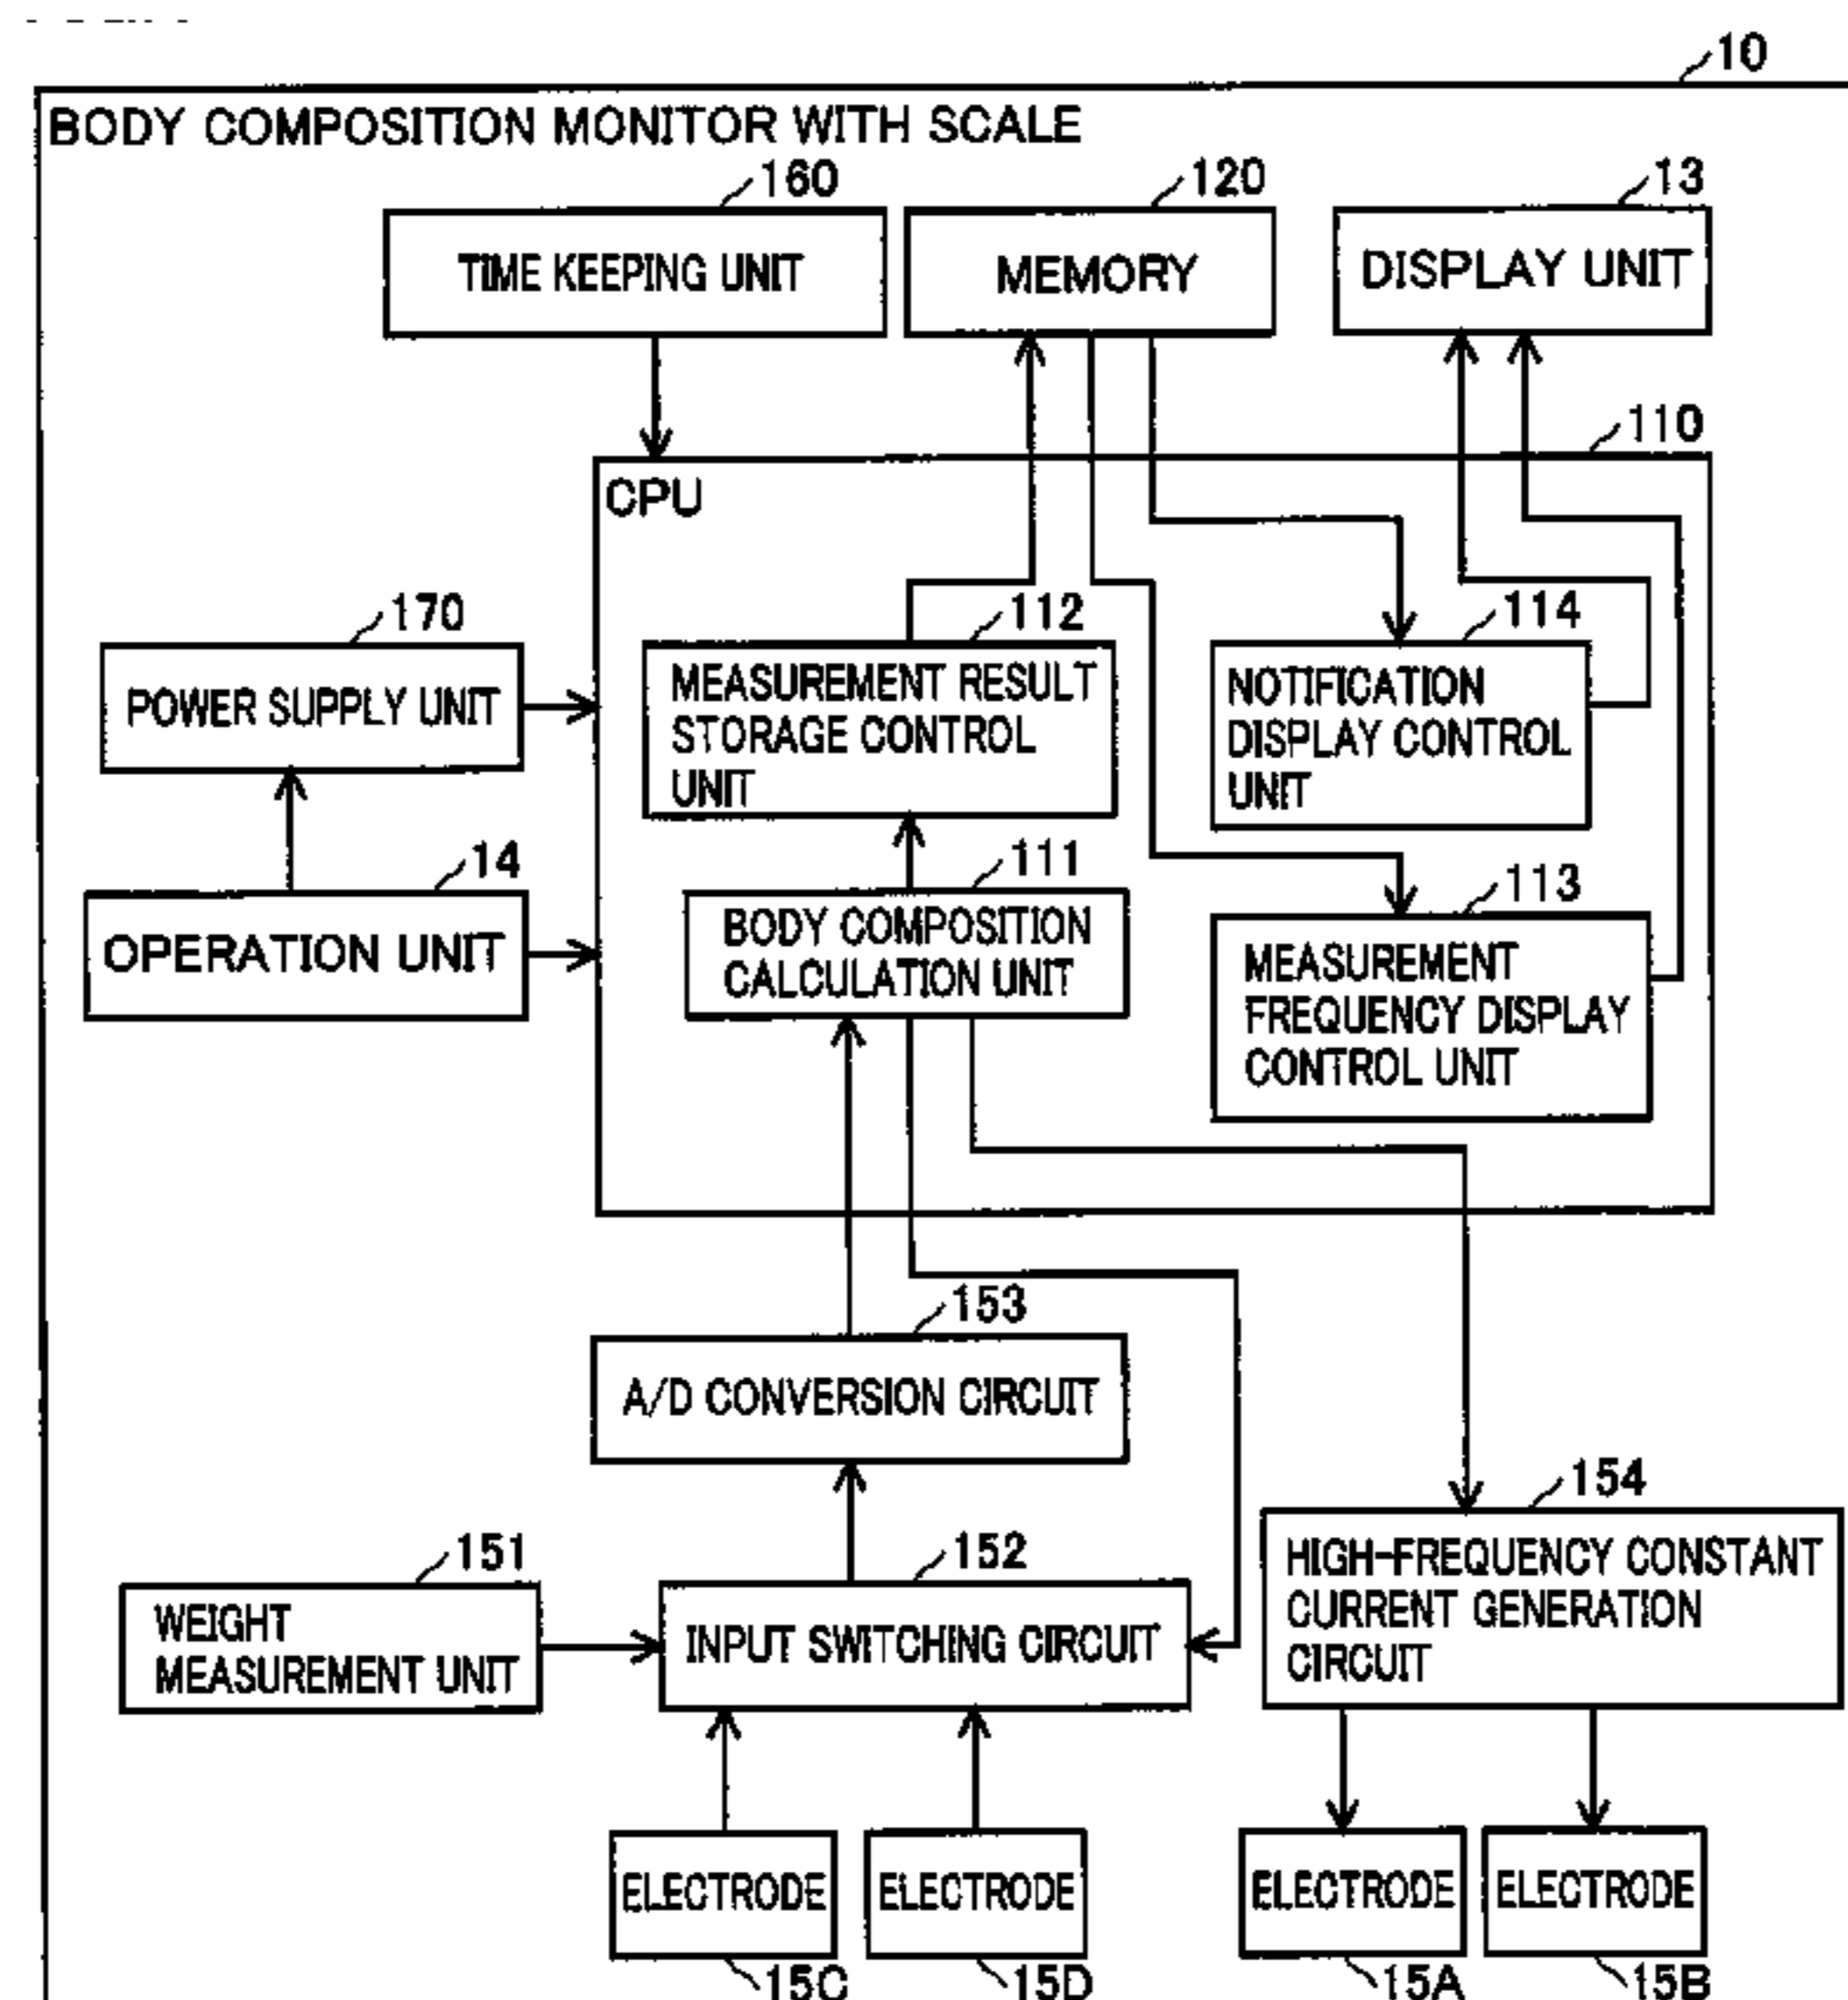 10
BODY COMPOSITION MONITOR WITH SCALE
160
120
13
TIME KEEPING UNIT
MEMORY
DISPLAY UNIT
110
CPU
170
112
114
POWER SUPPLY UNIT
MEASUREMENT RESULT
STORAGE CONTROL
UNIT
NOTIFICATION
DISPLAY CONTROL
UNIT
14
111
113
OPERATION UNIT
BODY COMPOSITION
CALCULATION UNIT
MEASUREMENT
FREQUENCY DISPLAY
CONTROL UNIT
153
A/D CONVERSION CIRCUIT
154
151
152
HIGH-FREQUENCY CONSTANT
CURRENT GENERATION
CIRCUIT
WEIGHT
MEASUREMENT UNIT
INPUT SWITCHING CIRCUIT
ELECTRODE
ELECTRODE
ELECTRODE
ELECTRODE
15C
15D
15A
15B